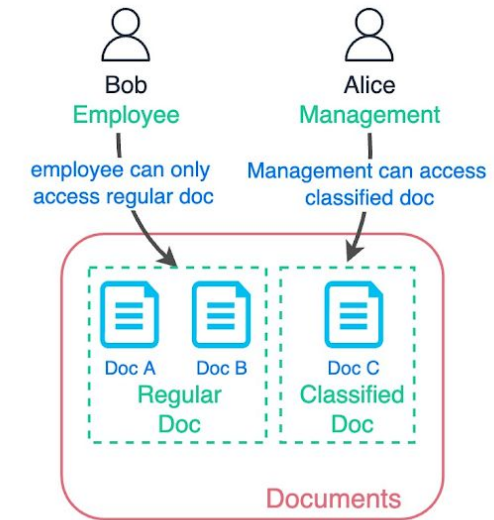 Bob
Employee
employee can only
access regular doc
Alice
Management
Management can access
classified doc
Doc A
Doc B
Regular
Doc
Doc C
Classified
Doc
Documents